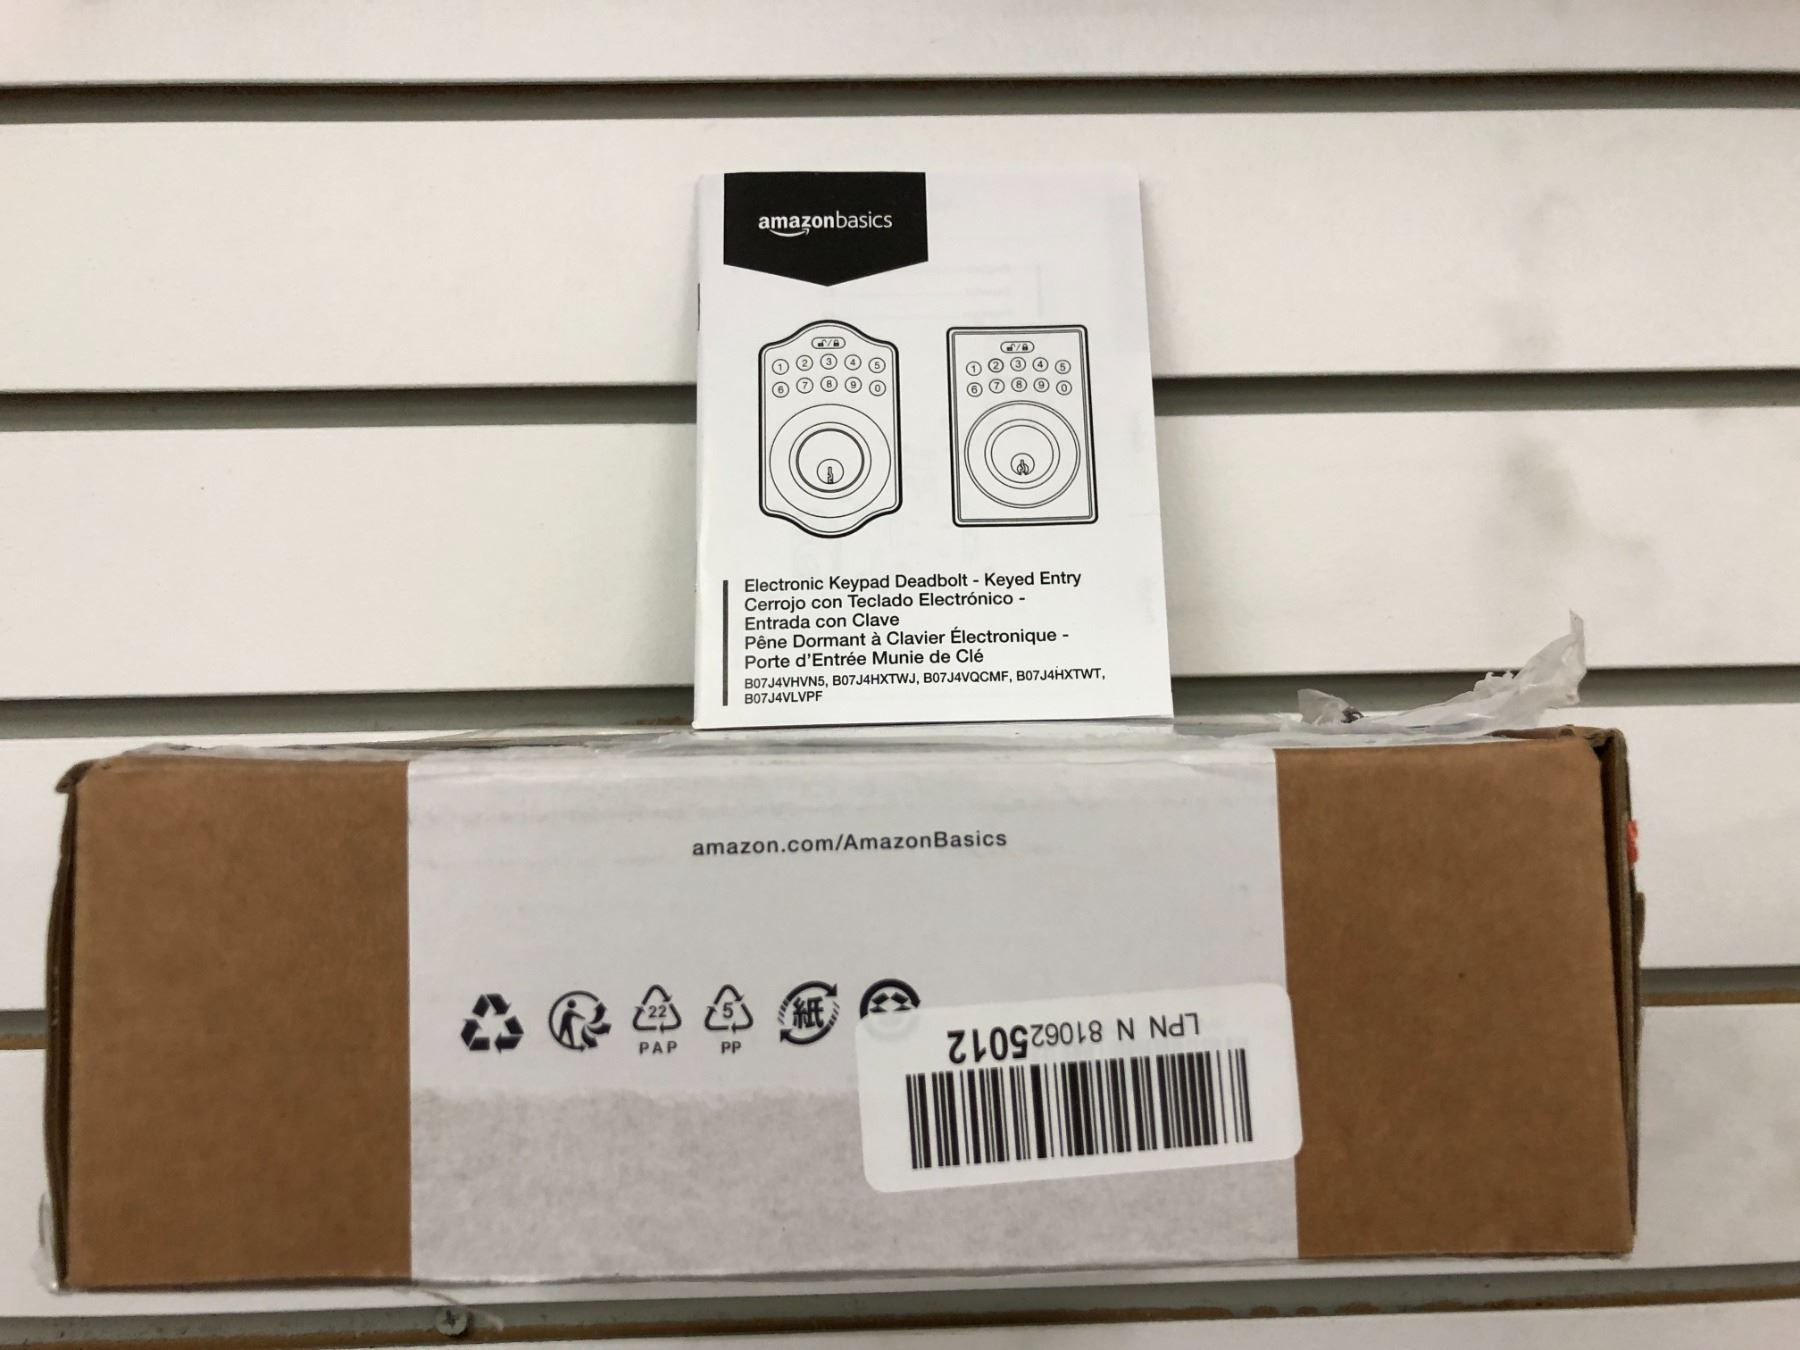 amazonbasics
1 2 3 4 5
6 7 8 9 0
1 2 3 4 5
6 7 8 9 0
Electronic Keypad Deadbolt - Keyed Entry
Cerrojo con Teclado Electrónico -
Entrada con Clave
Pêne Dormant à Clavier Électronique -
Porte d'Entrée Munie de Clé
B07J4VHVN5, B07J4HXTWJ, B07J4VQCMF, B07J4HXTWT,
B07J4VLVPF
amazon.com/AmazonBasics
22
PAP
5
PP
紙
LPN N 8106255012